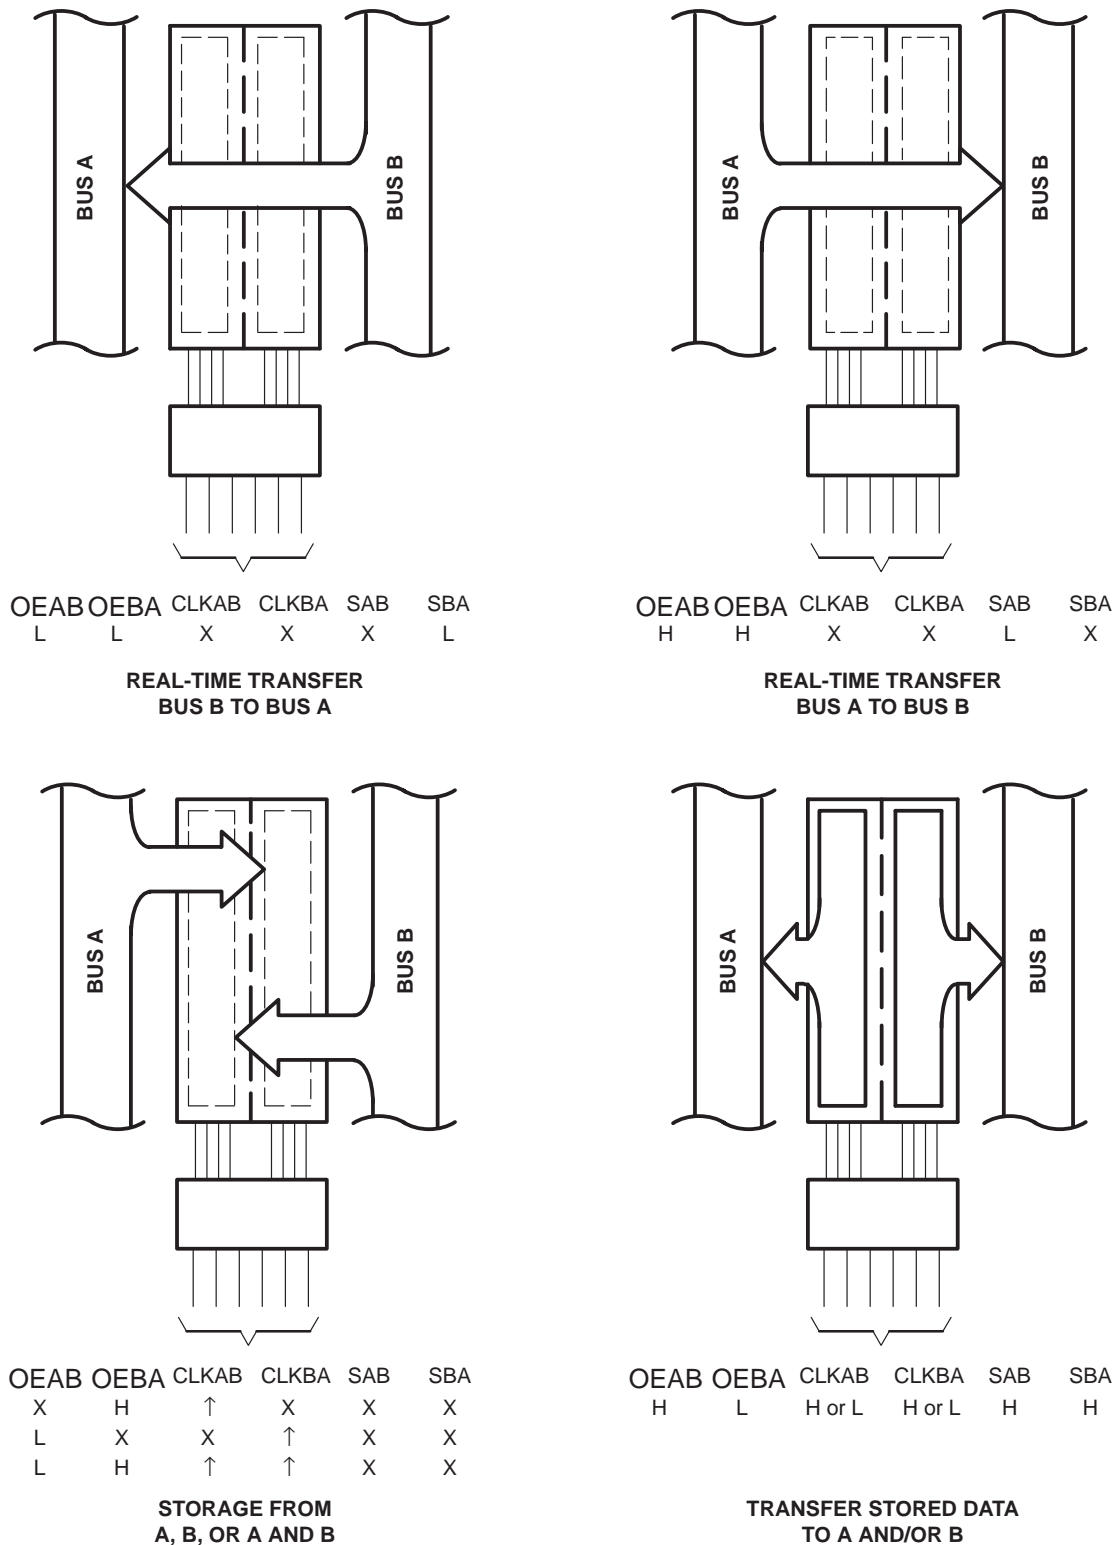 BUS A
BUS B
BUS A
BUS B
OEAB OEBA CLKAB CLKBA SAB SBA
L L X X X L
REAL-TIME TRANSFER
BUS B TO BUS A
OEAB OEBA CLKAB CLKBA SAB SBA
H H X X L X
REAL-TIME TRANSFER
BUS A TO BUS B
BUS A
BUS B
BUS A
BUS B
OEAB OEBA CLKAB CLKBA SAB SBA
X H ↑ X X X
L X X ↑ X X
L H ↑ ↑ X X
STORAGE FROM
A, B, OR A AND B
OEAB OEBA CLKAB CLKBA SAB SBA
H L H or L H or L H H
TRANSFER STORED DATA
TO A AND/OR B